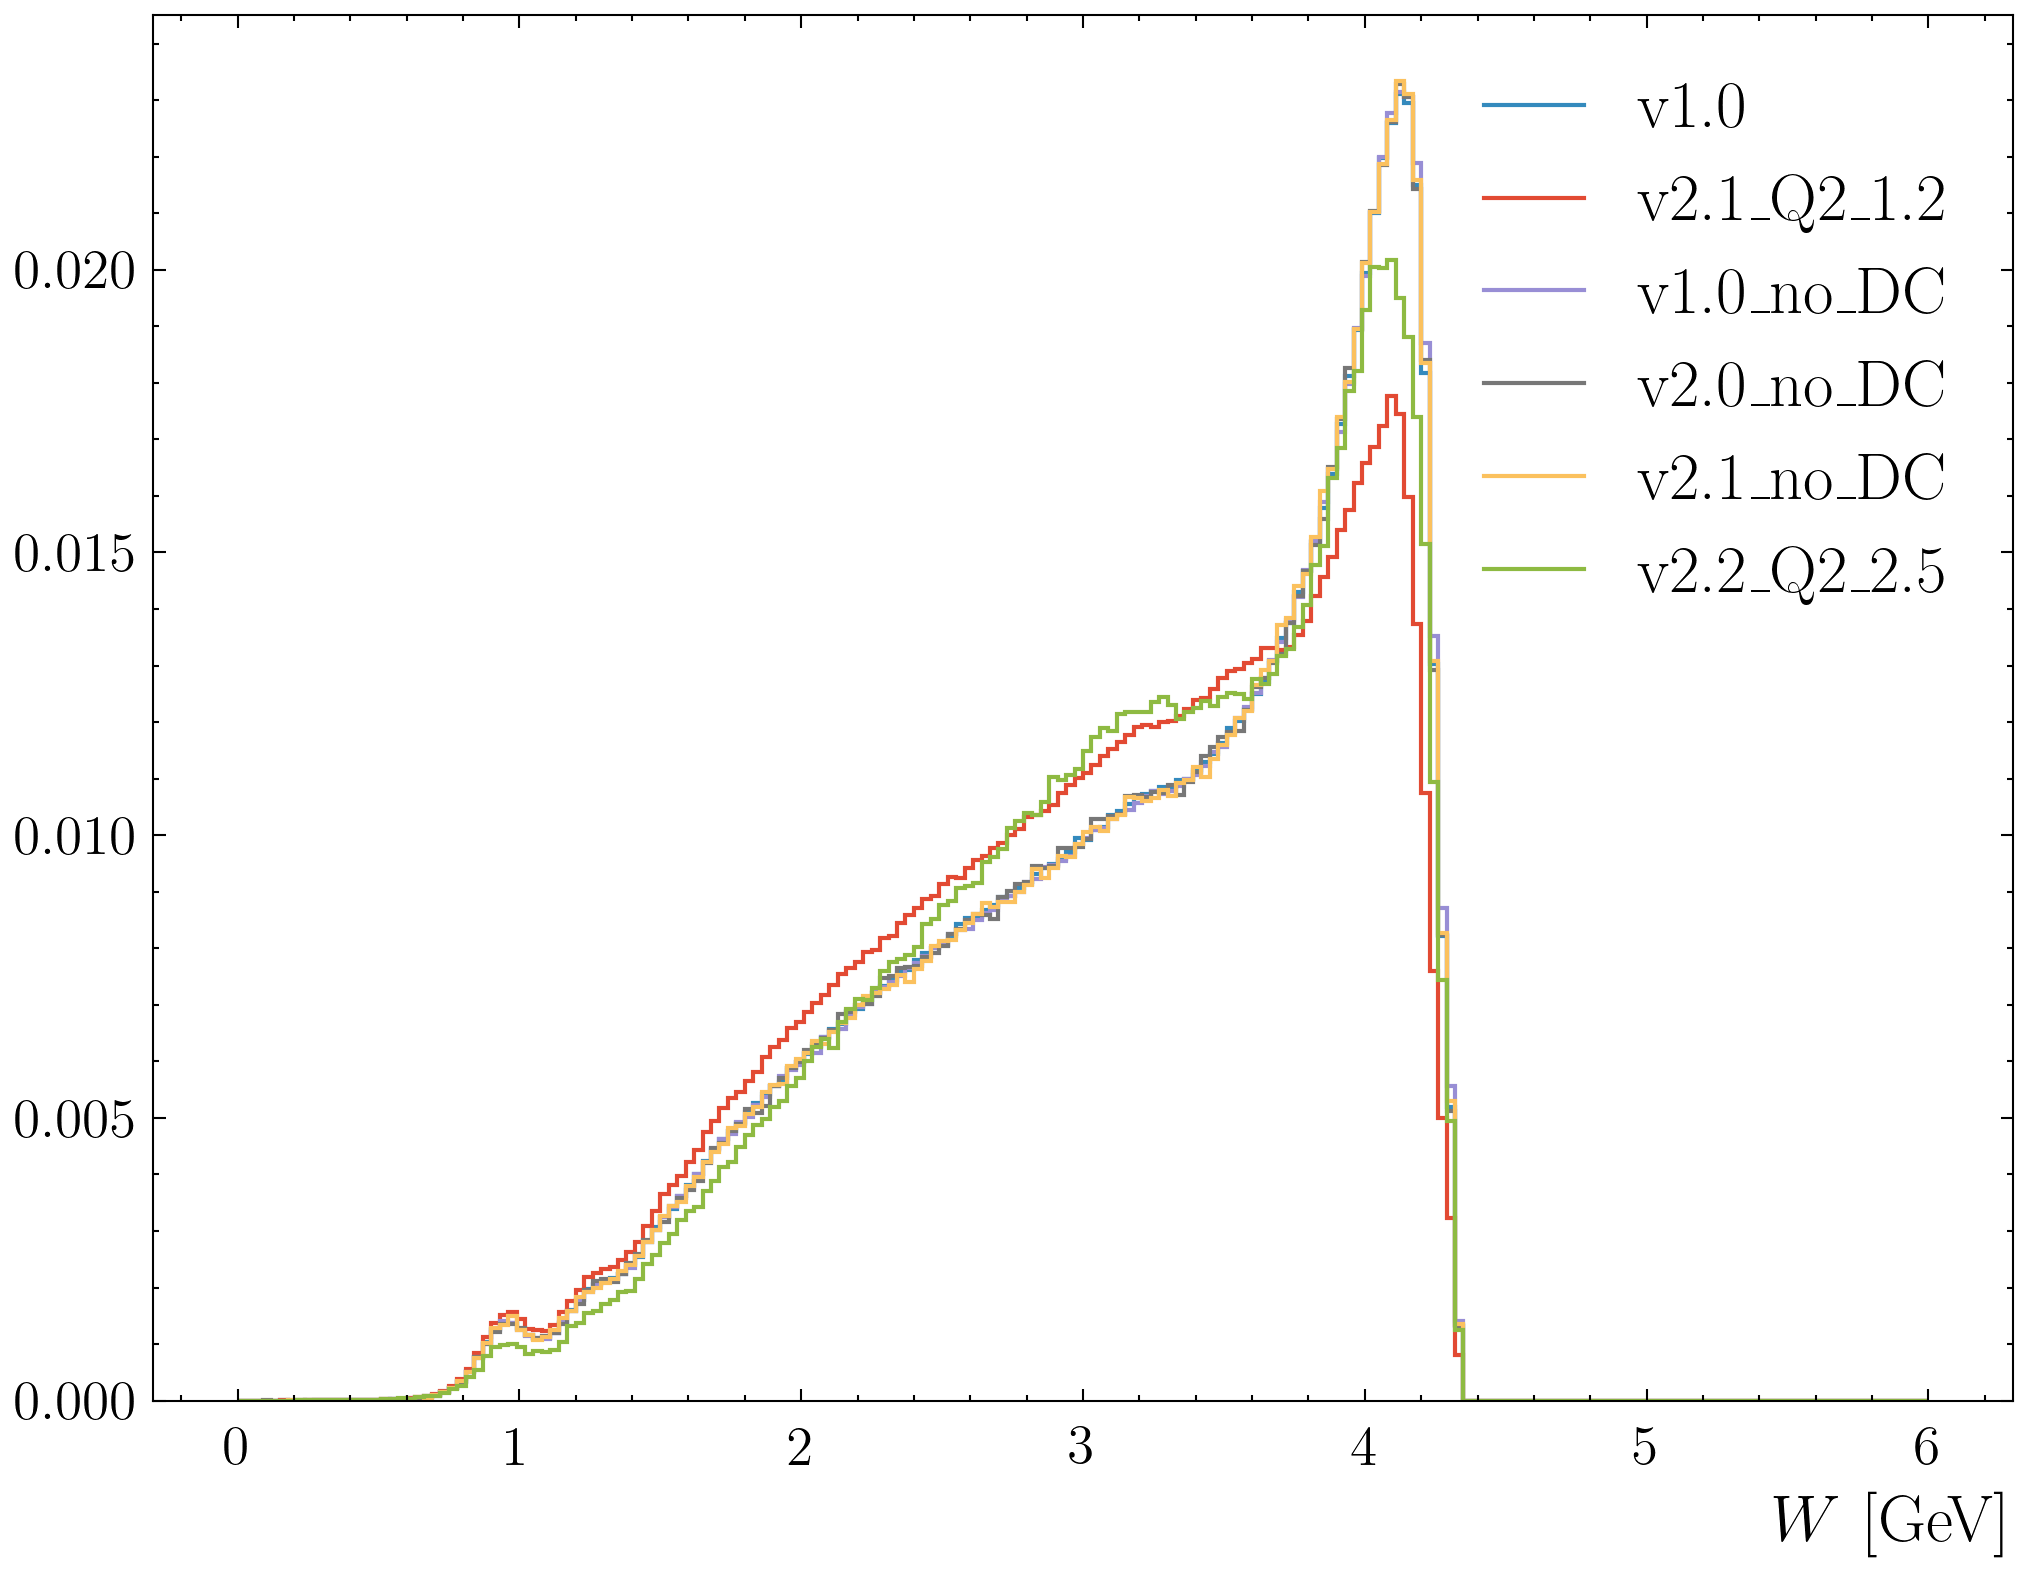 v1.0
v2.1_Q2_1.2
v1.0_no_DC
v2.0_no_DC
v2.1_no_DC
v2.2_Q2_2.5
0.020
0.015
0.010
0.005
0.000
0 1 2 3 4 5 6
W [GeV]